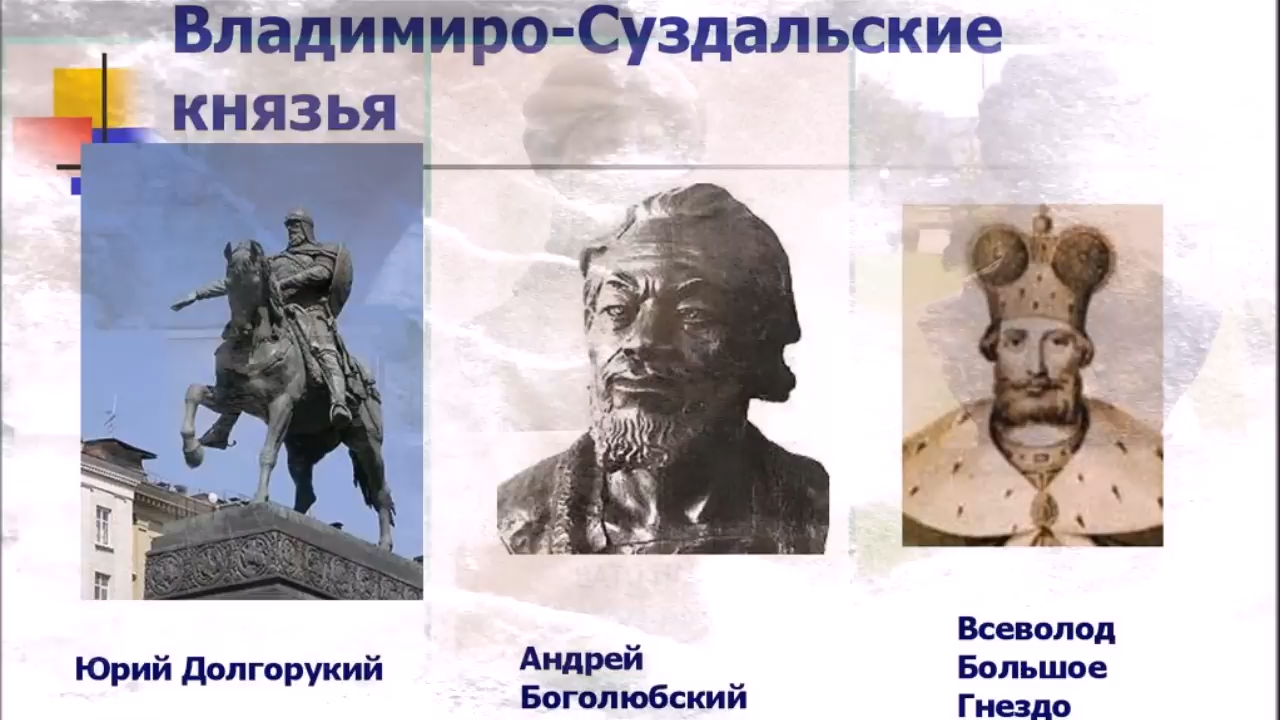 Владимиро-Суздальские
князья
Юрий Долгорукий
Андрей
Боголюбский
Всеволод
Большое
Гнездо